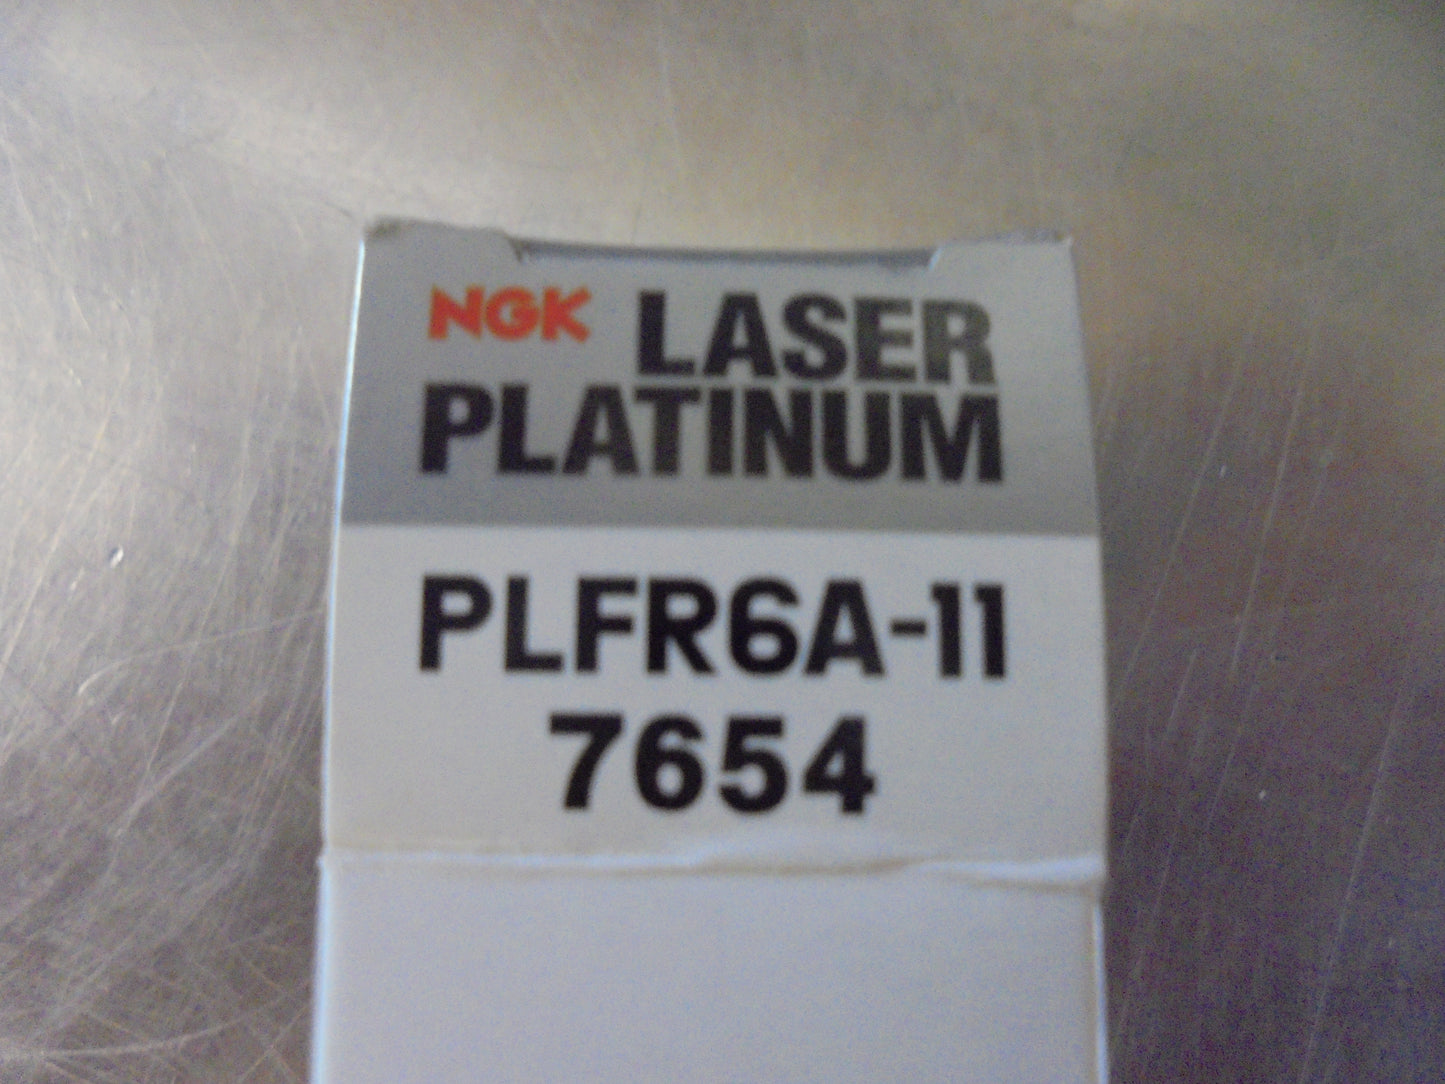 NGK LASER
PLATINUM
PLFR6A-11
7654